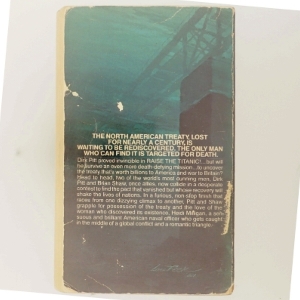 THE NORTH AMERICAN TREATY, LOST
FOR NEARLY A CENTURY, IS
WAITING TO BE REDISCOVERED. THE ONLY MAN
WHO CAN FIND IT IS TARGETED FOR DEATH.
Dirk Pitt proved invincible in RAISE THE TITANIC! ...but will
he survive an even more death-defying mission... to procure
the treaty that's worth billions to America and war to Britain?
Head to head, two of the world's most cunning men, Dirk
Pitt and Brian Shaw, once allies, now collide in a desperate
contest to find the pact that vanished but whose recovery will
shake the lives of nations. In a furious, non-stop finish that
races from one dizzying climax to another, Pitt and Shaw
grapple for possession of the treaty and the love of the
woman who discovered its existence, Heidi Milligan, a sen-
suous and brilliant American naval officer who gets caught
in the middle of a global conflict and a romantic triangle.